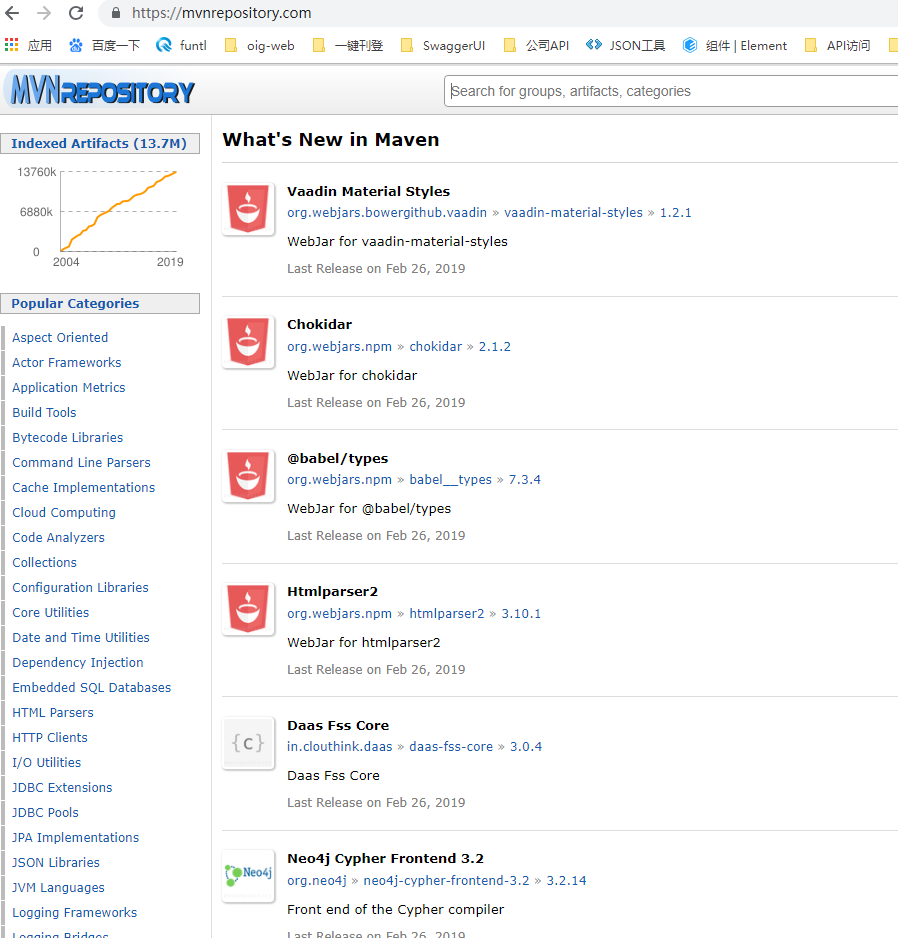 https://mvnrepository.com
应用 百度一下 funtl oig-web 一键刊登 SwaggerUI 公司API JSON工具 组件 | Element API访问
MVNREPOSITORY
Search for groups, artifacts, categories
Indexed Artifacts (13.7M)
13760k
6880k
0
2004 2019
Popular Categories
Aspect Oriented
Actor Frameworks
Application Metrics
Build Tools
Bytecode Libraries
Command Line Parsers
Cache Implementations
Cloud Computing
Code Analyzers
Collections
Configuration Libraries
Core Utilities
Date and Time Utilities
Dependency Injection
Embedded SQL Databases
HTML Parsers
HTTP Clients
I/O Utilities
JDBC Extensions
JDBC Pools
JPA Implementations
JSON Libraries
JVM Languages
Logging Frameworks
Logging Bridges
What's New in Maven
Vaadin Material Styles
org.webjars.bowergithub.vaadin » vaadin-material-styles » 1.2.1
WebJar for vaadin-material-styles
Last Release on Feb 26, 2019
Chokidar
org.webjars.npm » chokidar » 2.1.2
WebJar for chokidar
Last Release on Feb 26, 2019
@babel/types
org.webjars.npm » babel__types » 7.3.4
WebJar for @babel/types
Last Release on Feb 26, 2019
Htmlparser2
org.webjars.npm » htmlparser2 » 3.10.1
WebJar for htmlparser2
Last Release on Feb 26, 2019
{c}
Daas Fss Core
in.clouthink.daas » daas-fss-core » 3.0.4
Daas Fss Core
Last Release on Feb 26, 2019
Neo4j
Neo4j Cypher Frontend 3.2
org.neo4j » neo4j-cypher-frontend-3.2 » 3.2.14
Front end of the Cypher compiler
Last Release on Feb 26, 2019